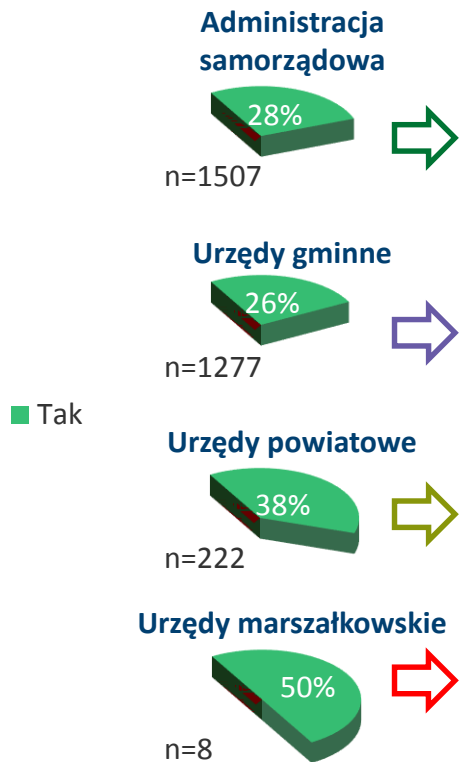 Administracja
samorządowa
28%
n=1507
Urzędy gminne
26%
n=1277
Tak
Urzędy powiatowe
38%
n=222
Urzędy marszałkowskie
50%
n=8